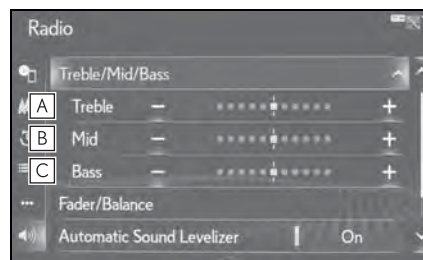 Radio
Treble/Mid/Bass
A Treble − +
B Mid − +
C Bass − +
Fader/Balance
Automatic Sound Levelizer On